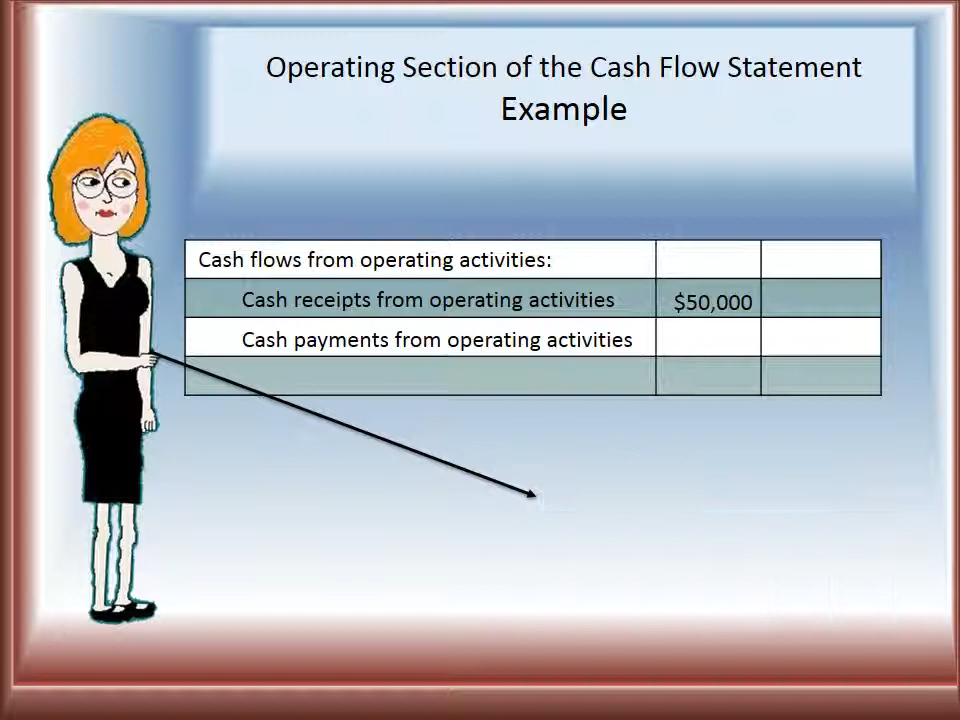 Operating Section of the Cash Flow Statement
Example
Cash flows from operating activities:
Cash receipts from operating activities $50,000
Cash payments from operating activities